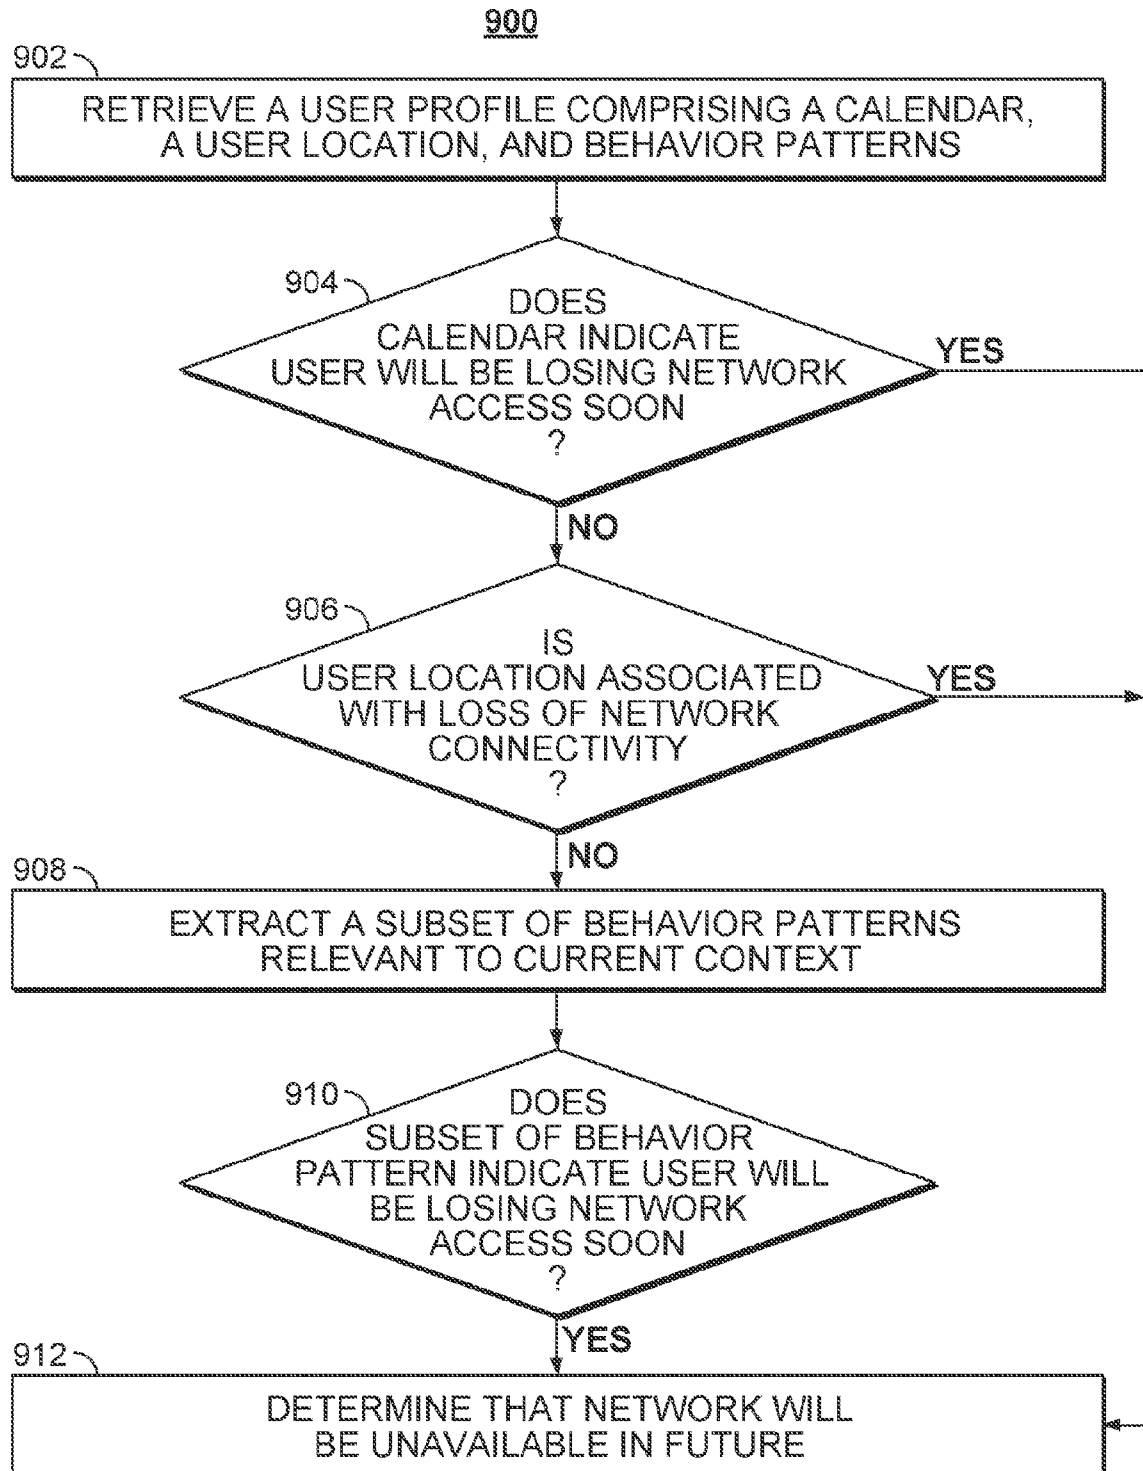 900
902
RETRIEVE A USER PROFILE COMPRISING A CALENDAR,
A USER LOCATION, AND BEHAVIOR PATTERNS
904
DOES
CALENDAR INDICATE
USER WILL BE LOSING NETWORK
ACCESS SOON
?
YES
NO
906
IS
USER LOCATION ASSOCIATED
WITH LOSS OF NETWORK
CONNECTIVITY
?
YES
NO
908
EXTRACT A SUBSET OF BEHAVIOR PATTERNS
RELEVANT TO CURRENT CONTEXT
910
DOES
SUBSET OF BEHAVIOR
PATTERN INDICATE USER WILL
BE LOSING NETWORK
ACCESS SOON
?
YES
912
DETERMINE THAT NETWORK WILL
BE UNAVAILABLE IN FUTURE